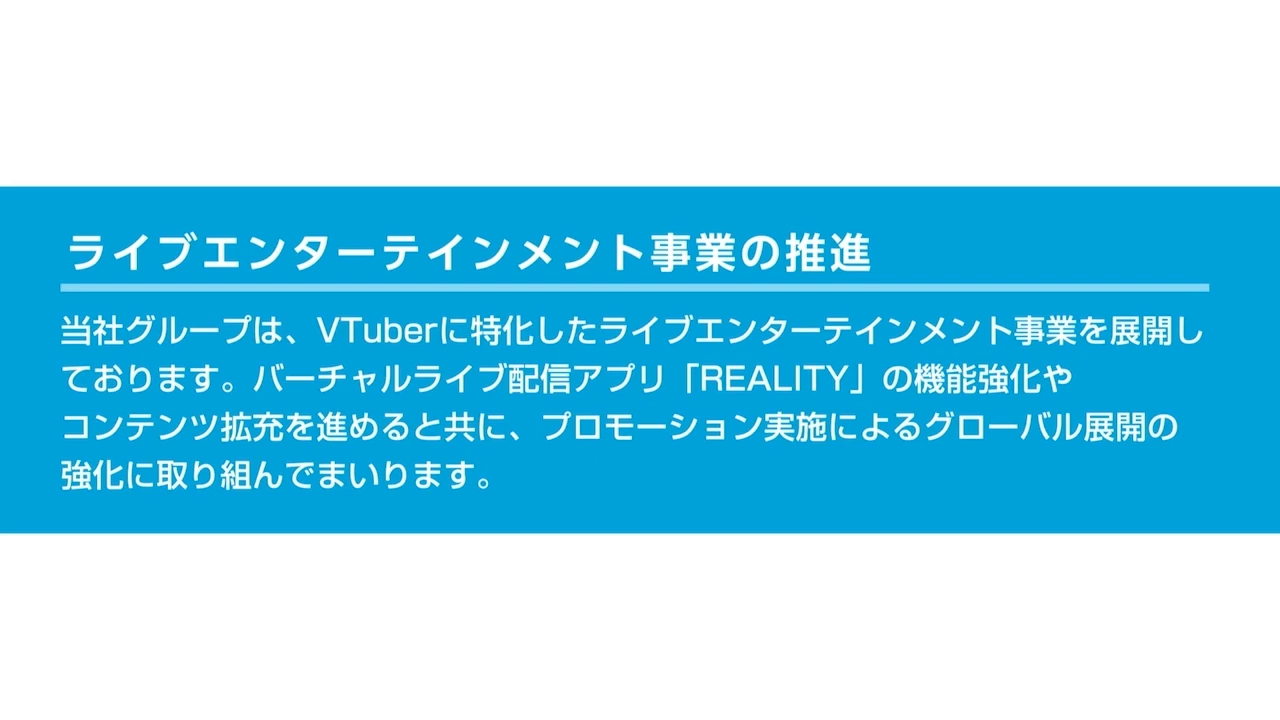 ライブエンターテインメント事業の推進
当社グループは、VTuberに特化したライブエンターテインメント事業を展開し
ております。バーチャルライブ配信アプリ「REALITY」の機能強化や
コンテンツ拡充を進めると共に、プロモーション実施によるグローバル展開の
強化に取り組んでまいります。